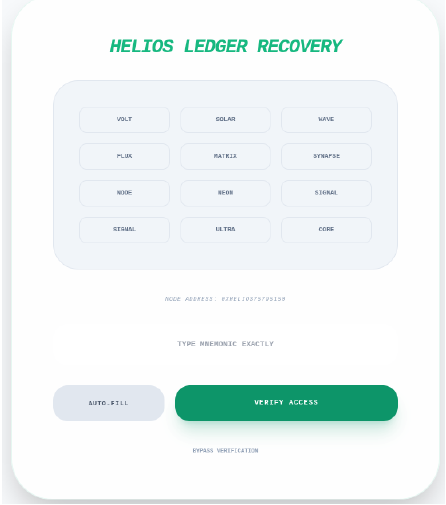 HELIOS LEDGER RECOVERY
VOLT SOLAR WAVE
FLUX MATRIX SYNAPSE
NODE NEON SIGNAL
SIGNAL ULTRA CORE
NODE ADDRESS:
TYPE MNEMONIC EXACTLY
AUTO-FILL VERIFY ACCESS
BYPASS VERIFICATION